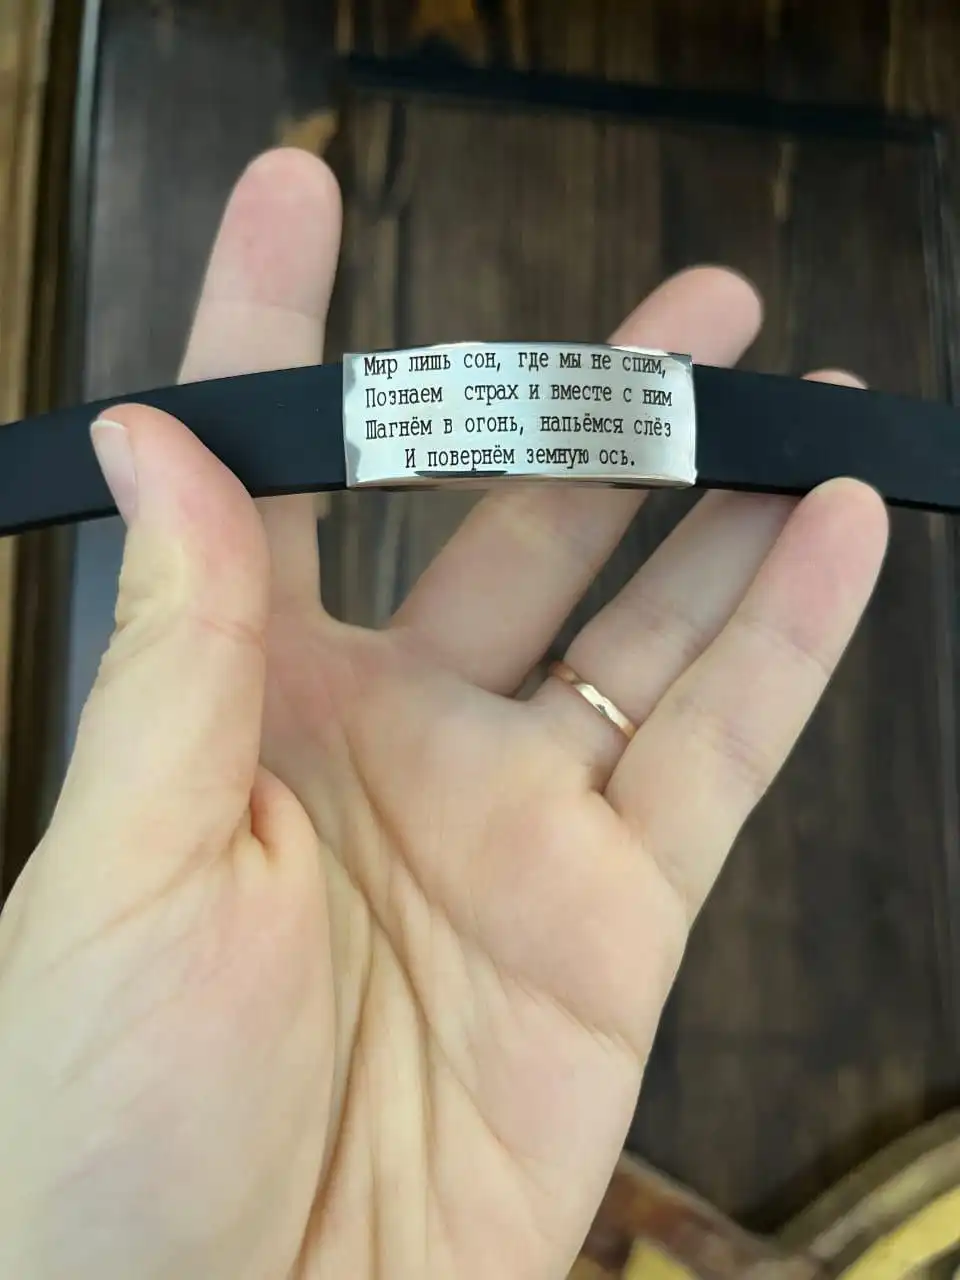 Мир лишь сон, где мы не спим,
Познаем страх и вместе с ним
Шагнём в огонь, напьёмся слёз
И повернём земную ось.